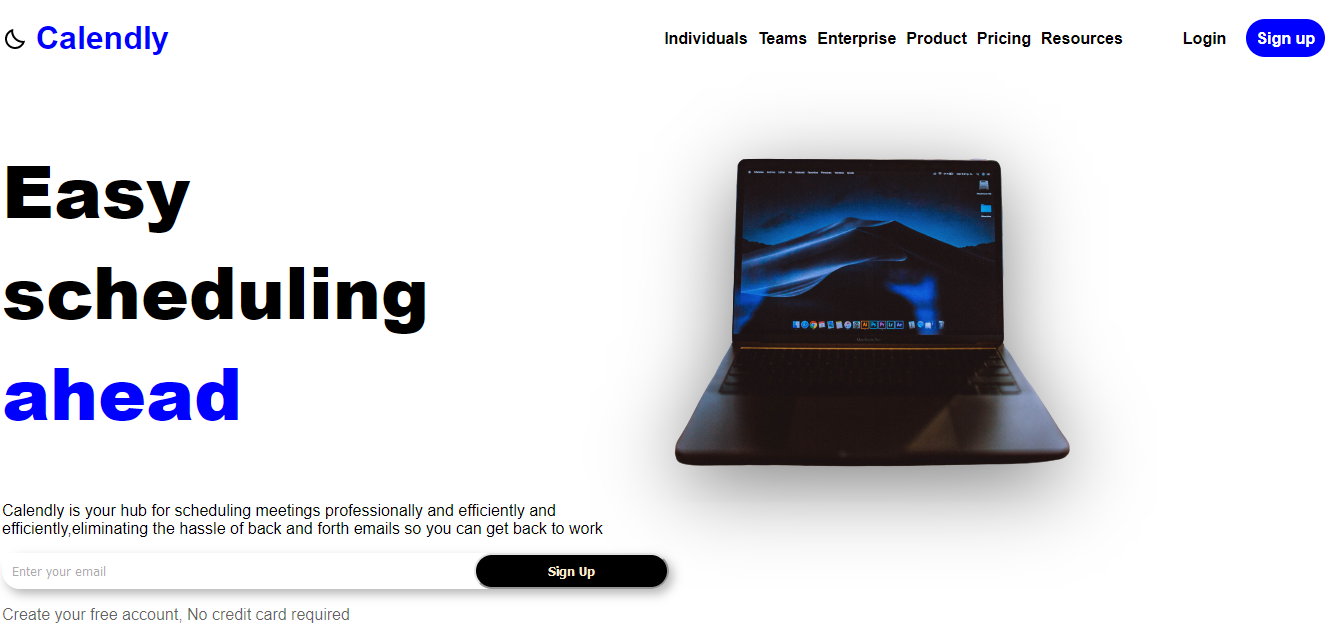 Calendly
Individuals Teams Enterprise Product Pricing Resources Login Sign up
Easy
scheduling
ahead
Calendly is your hub for scheduling meetings professionally and efficiently and
efficiently,eliminating the hassle of back and forth emails so you can get back to work
Enter your email Sign Up
Create your free account, No credit card required